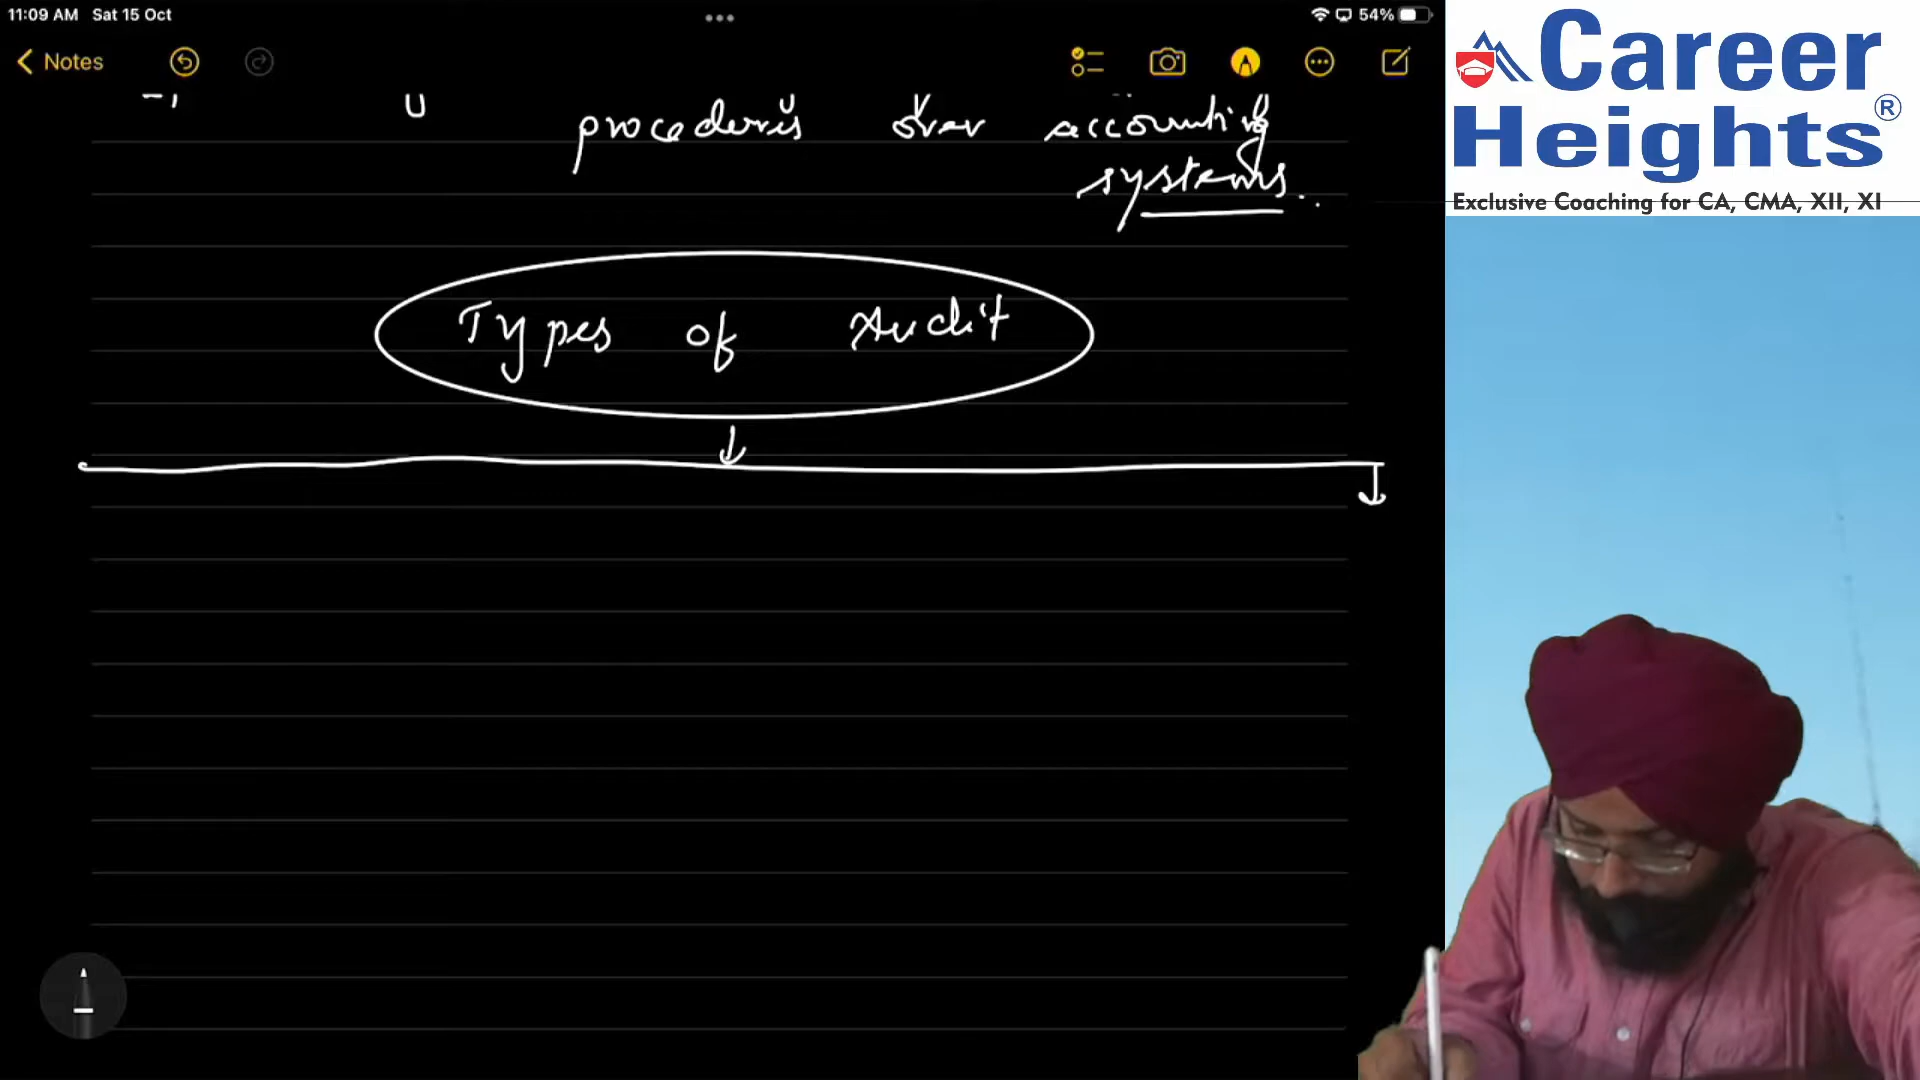 11:09 AM Sat 15 Oct
54%
Notes
procederis over accounting
systems..
Types of Audit
Career
Heights®
Exclusive Coaching for CA, CMA, XII, XI